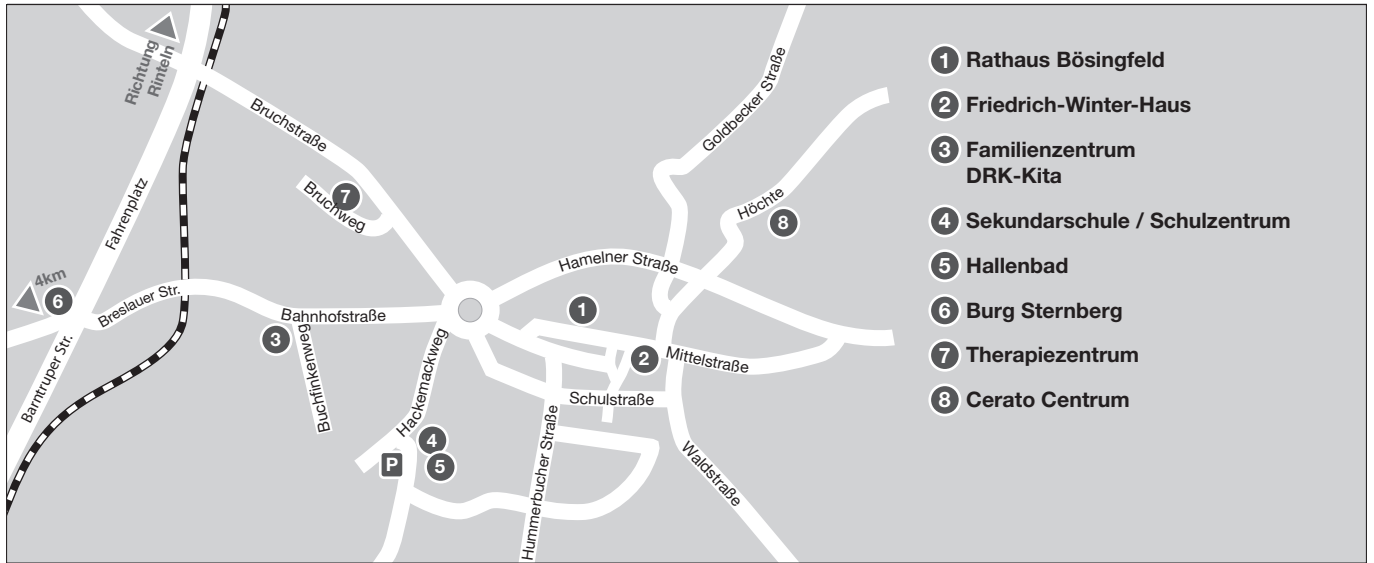 Richtung
Rinteln
Bruchstraße
Goldbecker Straße
Fahrenplatz
Bruchweg
7
Höchte
8
Hamelner Straße
4km
6
Breslauer Str.
Bahnhofstraße
3
1
2
Mittelstraße
Barntruper Str.
Buchfinkenweg
Hackemackweg
Schulstraße
4
P
5
Hummerbucher Straße
Waldstraße
1 Rathaus Bösingfeld
2 Friedrich-Winter-Haus
3 Familienzentrum
DRK-Kita
4 Sekundarschule / Schulzentrum
5 Hallenbad
6 Burg Sternberg
7 Therapiezentrum
8 Cerato Centrum